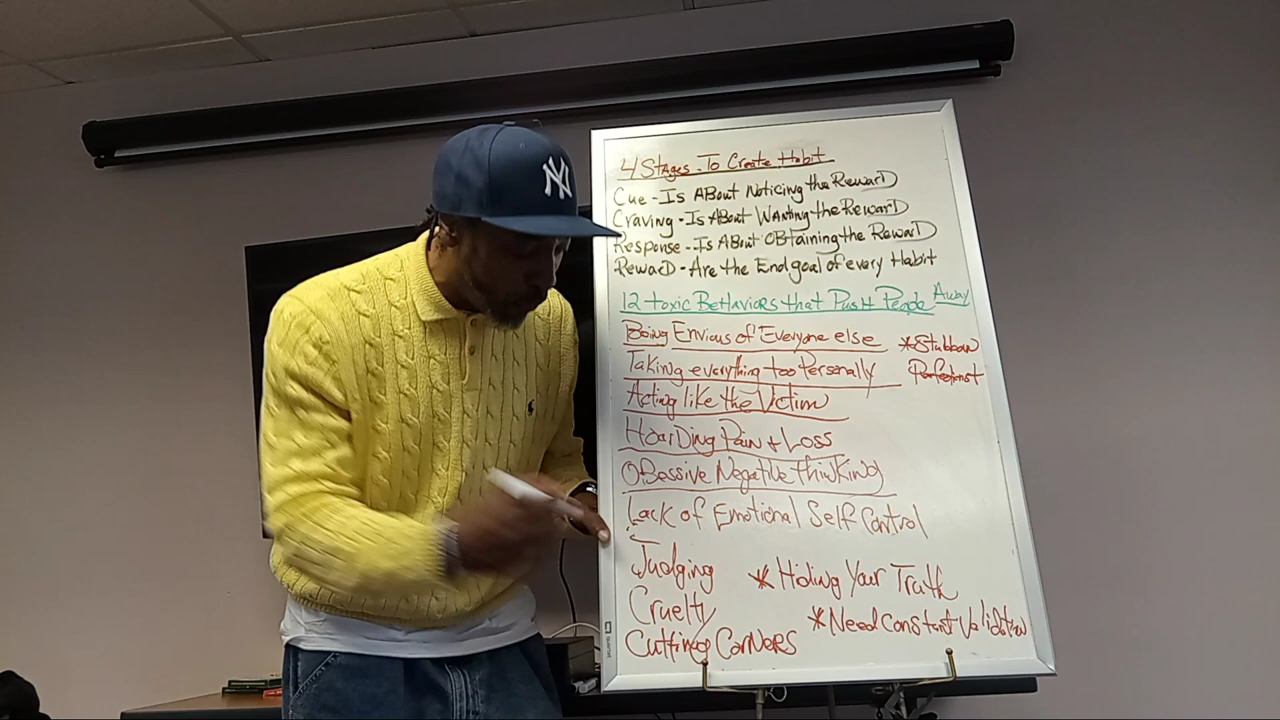 NY
4 Stages - To Create Habit
Cue - Is About Noticing the Reward
Craving - Is About Wanting the Reward
Response - Is About Obtaining the Reward
Reward - Are the End goal of every Habit
12 toxic Behaviors that Push People Away
Being Envious of Everyone else
*Stubborn
Taking everything too Personally
Perfectionist
Acting like the Victim
Hoarding Pain + Loss
Obsessive Negative thinking
Lack of Emotional Self Control
Judging
*Hiding Your Truth
Cruelty
*Need constant Validation
Cutting Corners
Quartet